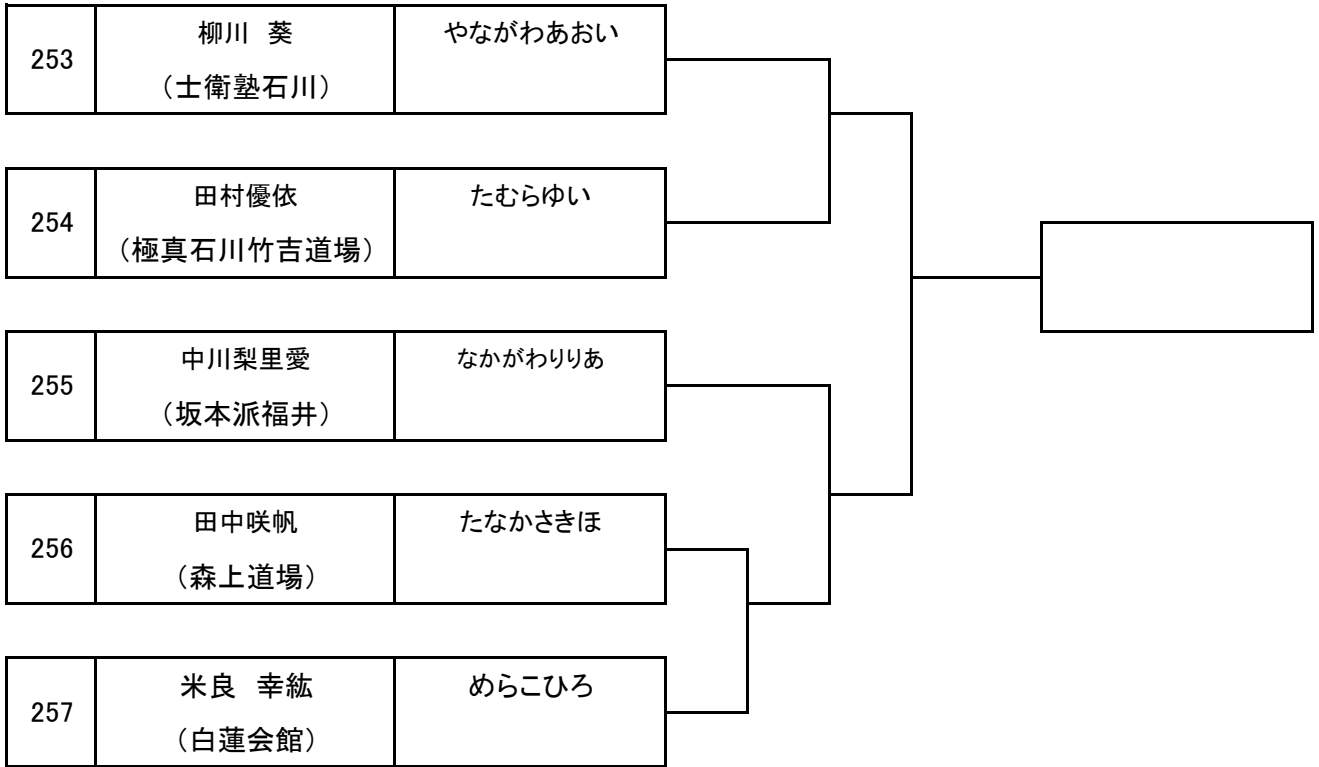 253
柳川　葵
（士衛塾石川）
やながわあおい
254
田村優依
（極真石川竹吉道場）
たむらゆい
255
中川梨里愛
（坂本派福井）
なかがわりりあ
256
田中咲帆
（森上道場）
たなかさきほ
257
米良　幸紘
（白蓮会館）
めらこひろ